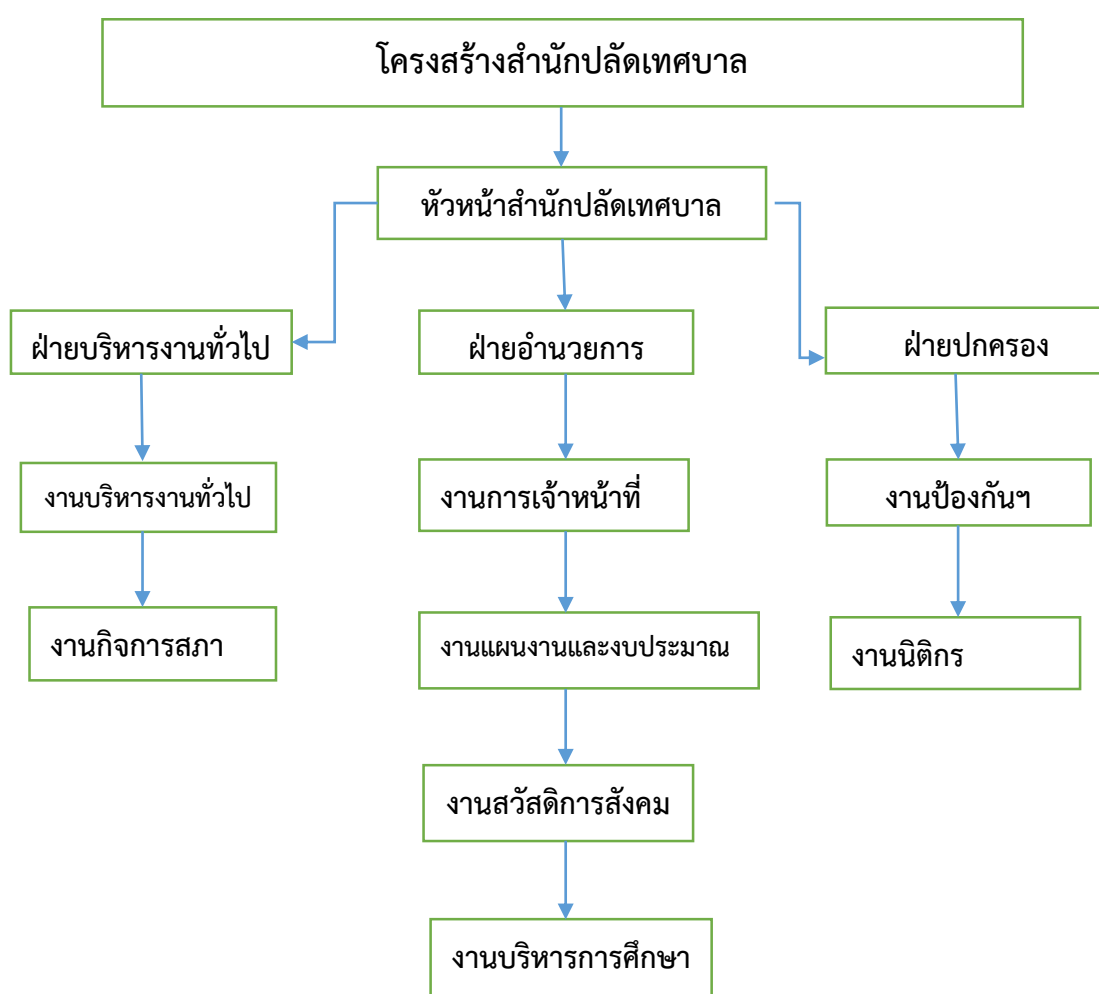 โครงสร้างสำนักปลัดเทศบาล
หัวหน้าสำนักปลัดเทศบาล
ฝ่ายบริหารงานทั่วไป
ฝ่ายอำนวยการ
ฝ่ายปกครอง
งานบริหารงานทั่วไป
งานการเจ้าหน้าที่
งานป้องกันฯ
งานกิจการสภา
งานแผนงานและงบประมาณ
งานนิติกร
งานสวัสดิการสังคม
งานบริหารการศึกษา